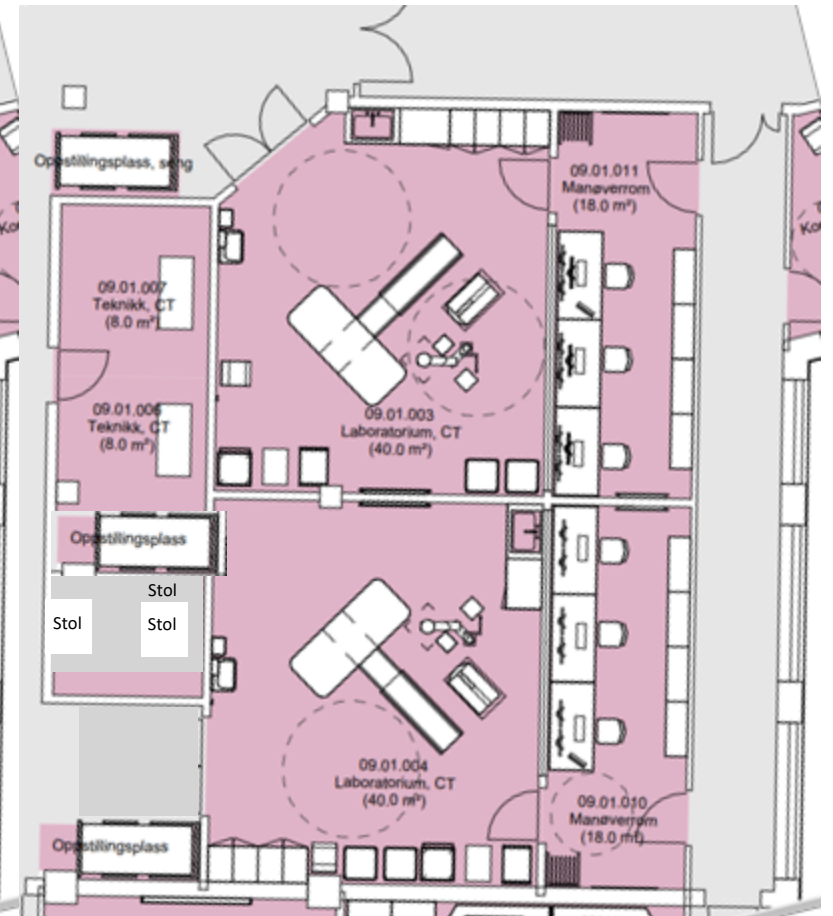 Oppstillingsplass, seng
09.01.011
Manøverrom
(18.0 m²)
09.01.007
Teknikk, CT
(8.0 m²)
09.01.006
Teknikk, CT
(8.0 m²)
09.01.003
Laboratorium, CT
(40.0 m²)
Oppstillingsplass
Stol
Stol
Stol
09.01.004
Laboratorium, CT
(40.0 m²)
09.01.010
Manøverrom
(18.0 m²)
Oppstillingsplass